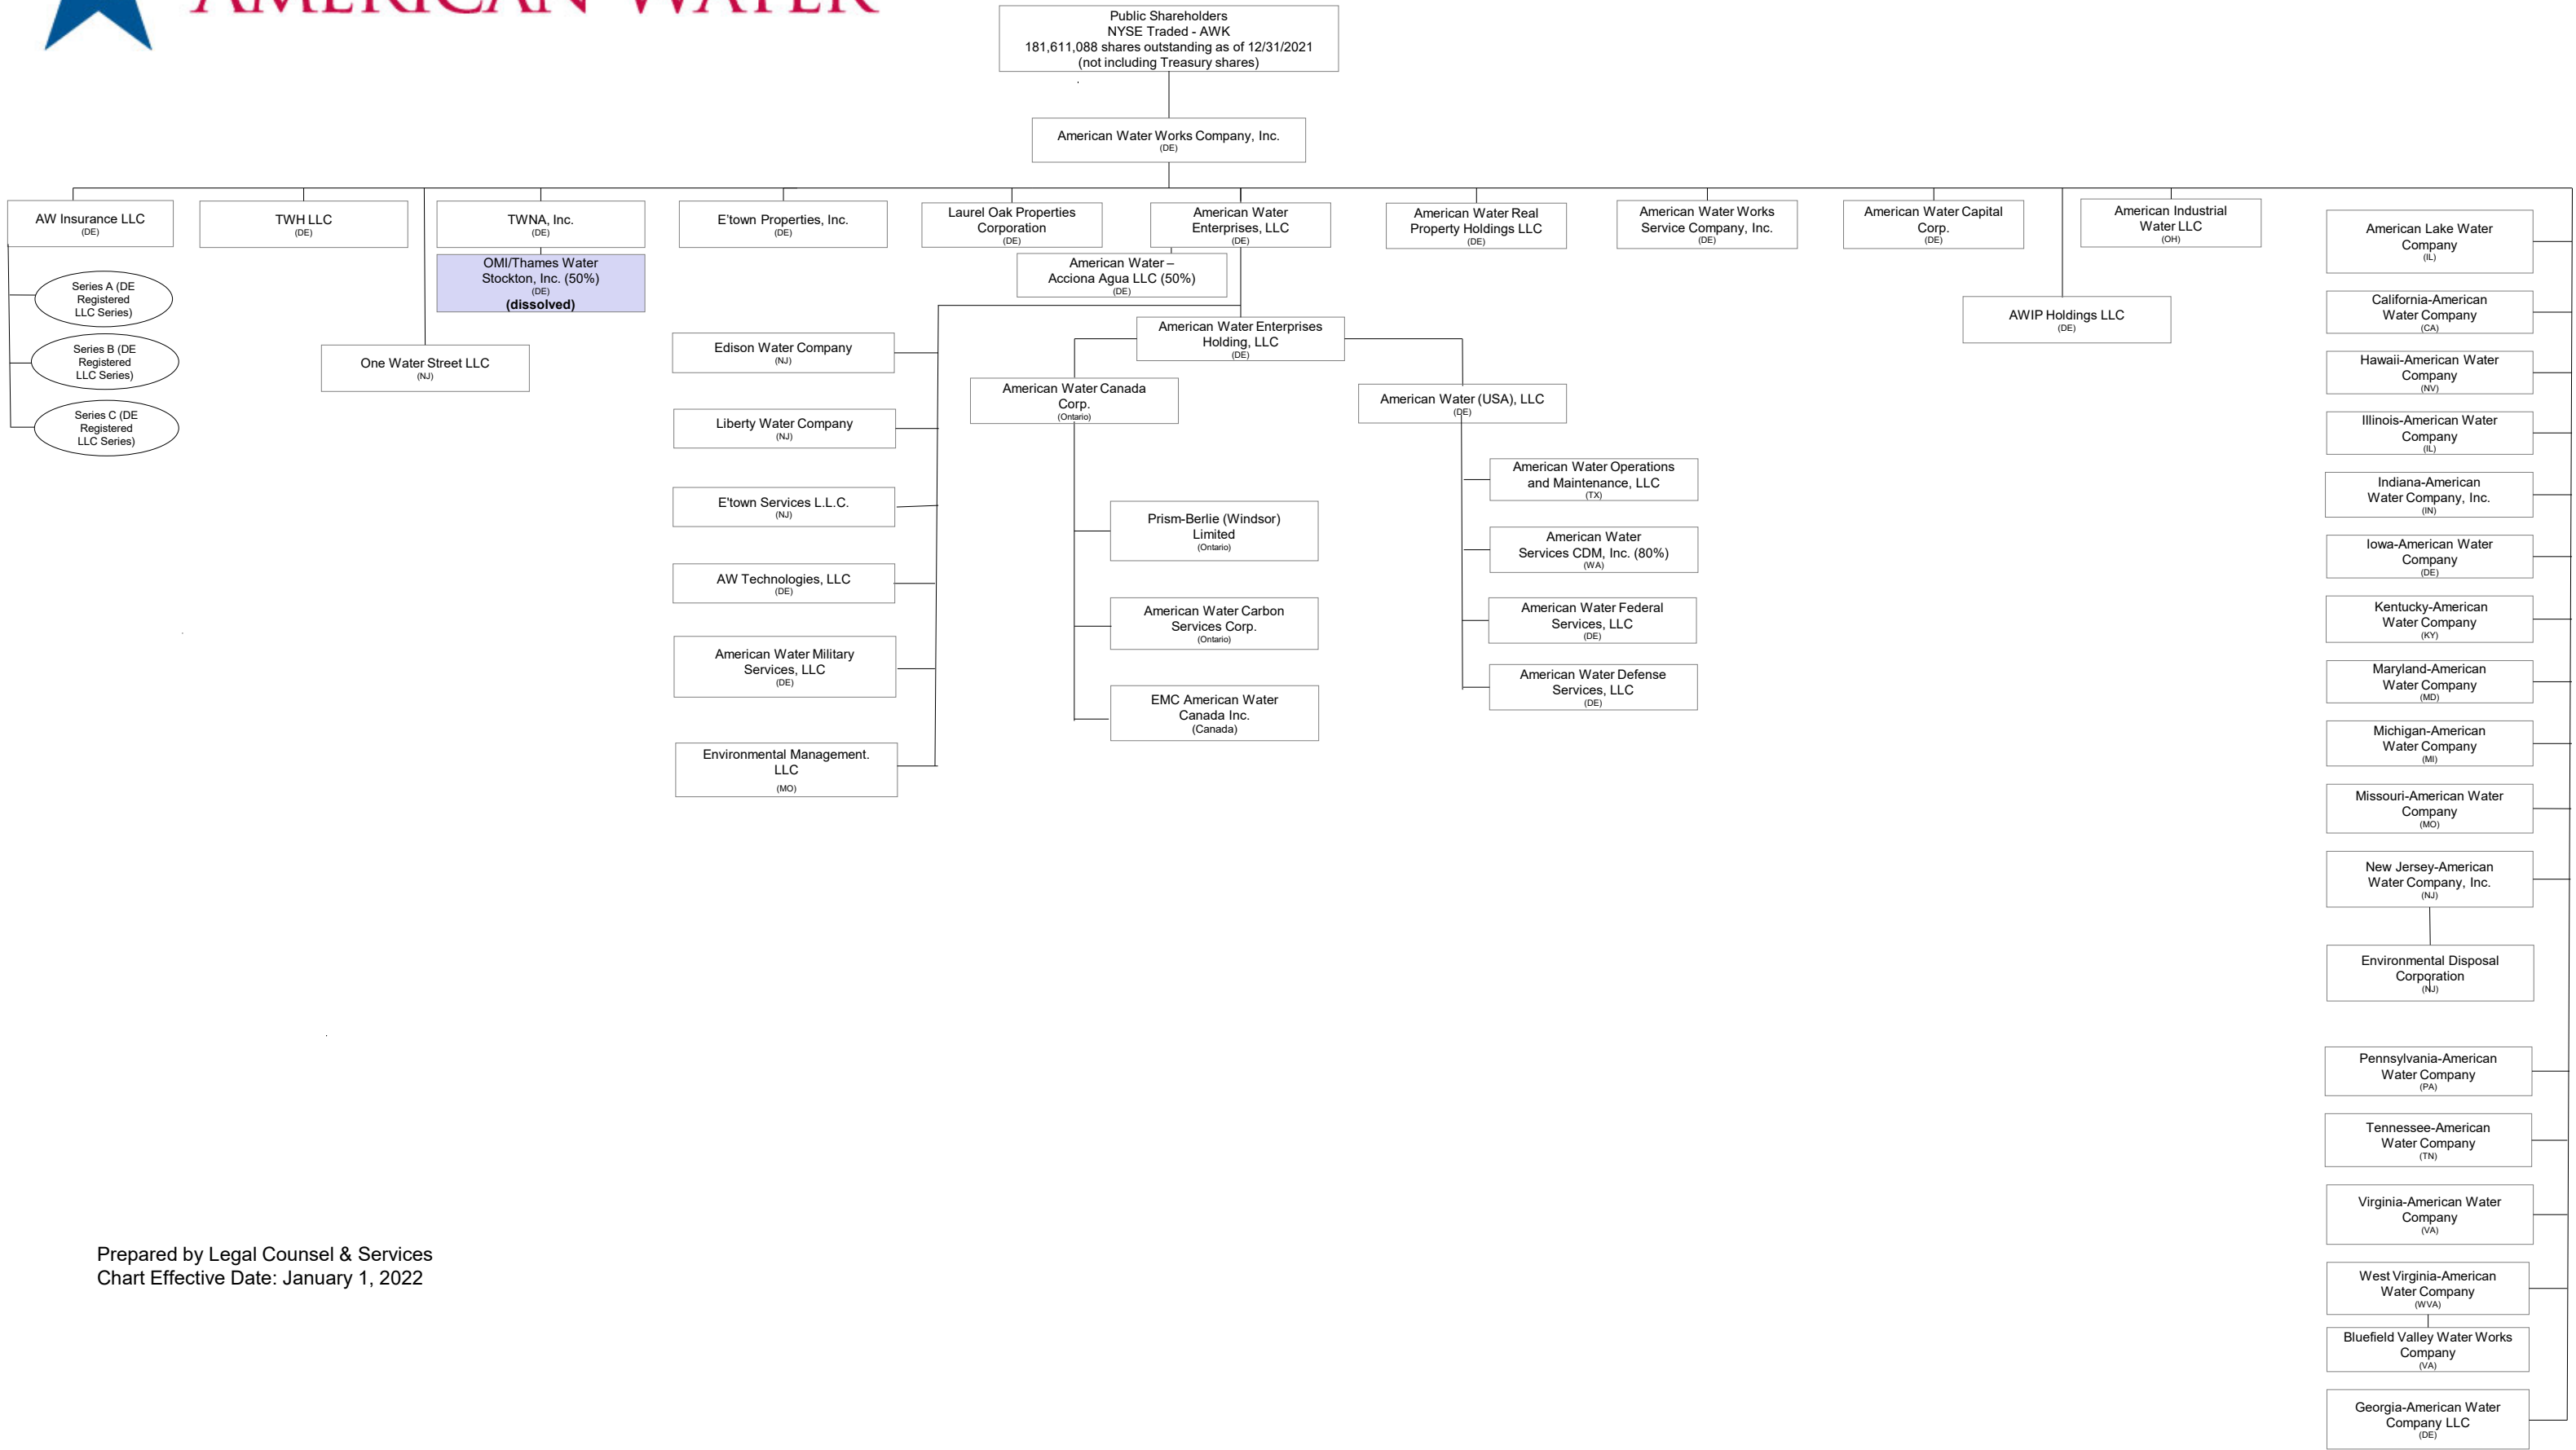 AMERICAN WATER
Public Shareholders
NYSE Traded - AWK
181,611,088 shares outstanding as of 12/31/2021
(not including Treasury shares)
American Water Works Company, Inc.
(DE)
AW Insurance LLC
(DE)
Series A (DE
Registered
LLC Series)
Series B (DE
Registered
LLC Series)
Series C (DE
Registered
LLC Series)
TWH LLC
(DE)
One Water Street LLC
(NJ)
TWNA, Inc.
(DE)
OMI/Thames Water
Stockton, Inc. (50%)
(DE)
(dissolved)
E'town Properties, Inc.
(DE)
Laurel Oak Properties
Corporation
(DE)
American Water
Enterprises, LLC
(DE)
American Water –
Acciona Agua LLC (50%)
(DE)
Edison Water Company
(NJ)
Liberty Water Company
(NJ)
E'town Services L.L.C.
(NJ)
AW Technologies, LLC
(DE)
American Water Military
Services, LLC
(DE)
Environmental Management.
LLC
(MO)
American Water Enterprises
Holding, LLC
(DE)
American Water Canada
Corp.
(Ontario)
Prism-Berlie (Windsor)
Limited
(Ontario)
American Water Carbon
Services Corp.
(Ontario)
EMC American Water
Canada Inc.
(Canada)
American Water (USA), LLC
(DE)
American Water Operations
and Maintenance, LLC
(TX)
American Water
Services CDM, Inc. (80%)
(WA)
American Water Federal
Services, LLC
(DE)
American Water Defense
Services, LLC
(DE)
American Water Real
Property Holdings LLC
(DE)
American Water Works
Service Company, Inc.
(DE)
American Water Capital
Corp.
(DE)
AWIP Holdings LLC
(DE)
American Industrial
Water LLC
(OH)
American Lake Water
Company
(IL)
California-American
Water Company
(CA)
Hawaii-American Water
Company
(NV)
Illinois-American Water
Company
(IL)
Indiana-American
Water Company, Inc.
(IN)
Iowa-American Water
Company
(DE)
Kentucky-American
Water Company
(KY)
Maryland-American
Water Company
(MD)
Michigan-American
Water Company
(MI)
Missouri-American Water
Company
(MO)
New Jersey-American
Water Company, Inc.
(NJ)
Environmental Disposal
Corporation
(NJ)
Pennsylvania-American
Water Company
(PA)
Tennessee-American
Water Company
(TN)
Virginia-American Water
Company
(VA)
West Virginia-American
Water Company
(WVA)
Bluefield Valley Water Works
Company
(VA)
Georgia-American Water
Company LLC
(DE)
Prepared by Legal Counsel & Services
Chart Effective Date: January 1, 2022